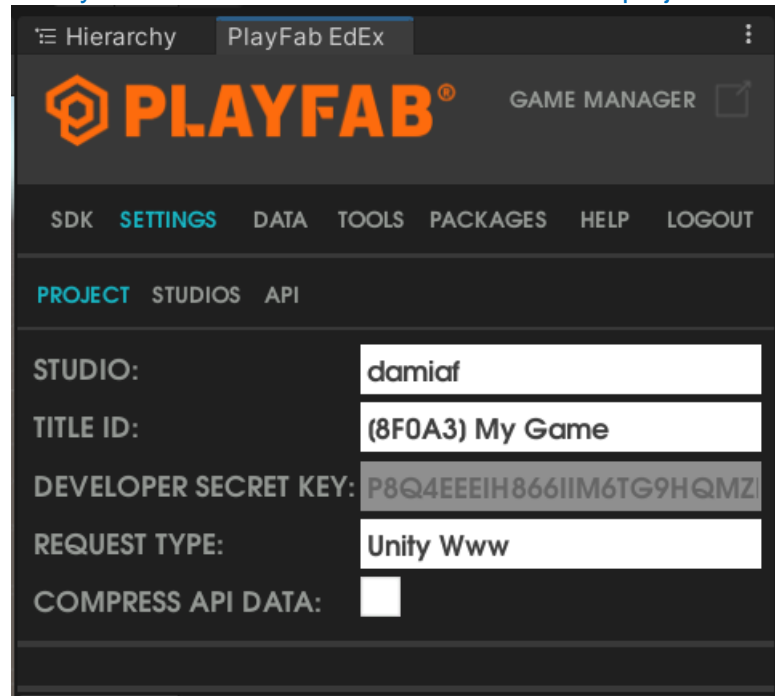 Hierarchy PlayFab EdEx
PLAYFAB® GAME MANAGER
SDK SETTINGS DATA TOOLS PACKAGES HELP LOGOUT
PROJECT STUDIOS API
STUDIO: damiaf
TITLE ID: (8F0A3) My Game
DEVELOPER SECRET KEY: P8Q4EEEIH866IIM6TG9HQMZ
REQUEST TYPE: Unity Www
COMPRESS API DATA: